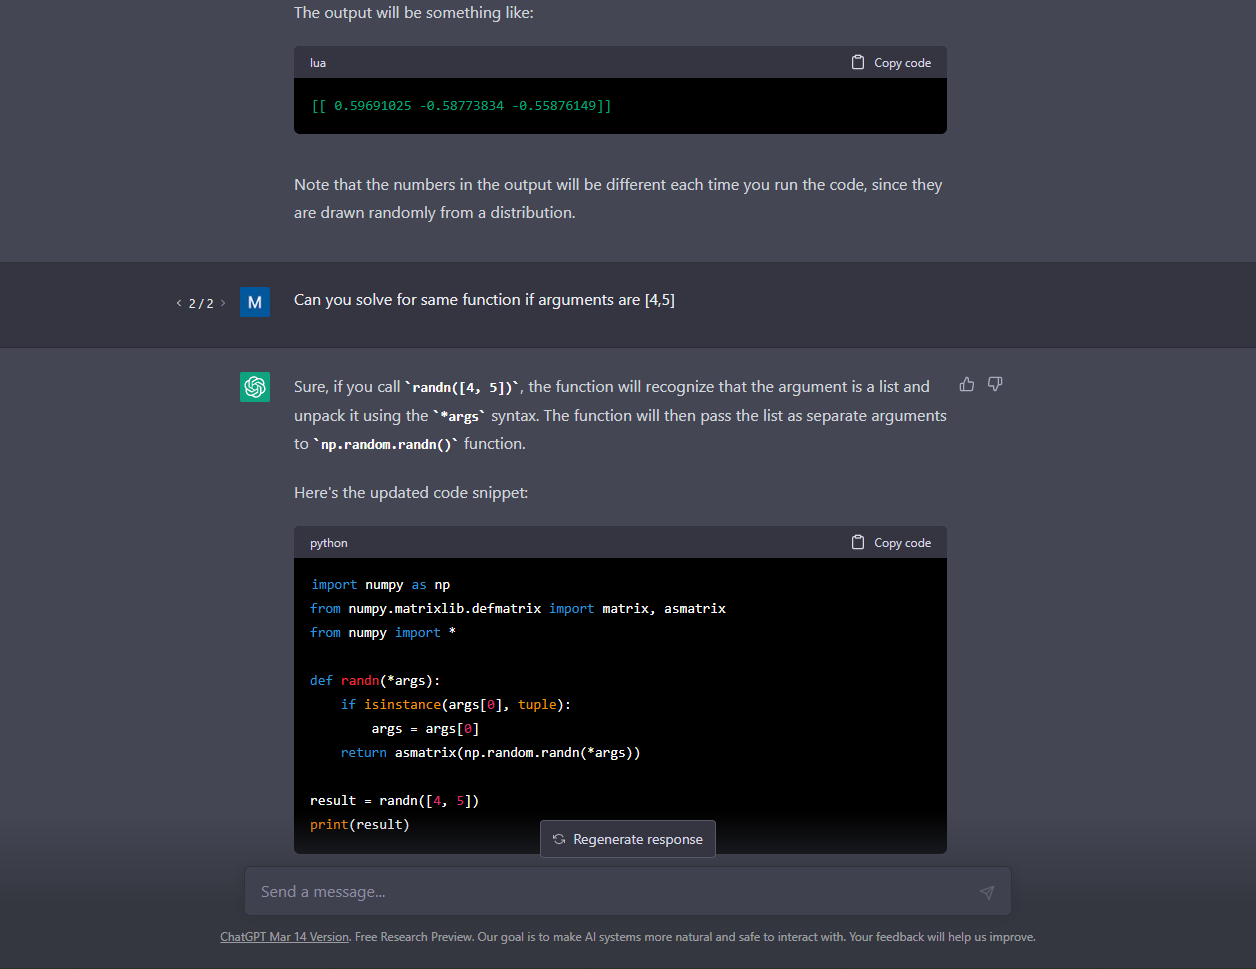 The output will be something like:
lua
Copy code
[[ 0.59691025 -0.58773834 -0.55876149]]
Note that the numbers in the output will be different each time you run the code, since they
are drawn randomly from a distribution.
< 2 / 2 >
M
Can you solve for same function if arguments are [4,5]
Sure, if you call `randn([4, 5])`, the function will recognize that the argument is a list and
unpack it using the `*args` syntax. The function will then pass the list as separate arguments
to `np.random.randn()` function.
Here's the updated code snippet:
python
Copy code
import numpy as np
from numpy.matrixlib.defmatrix import matrix, asmatrix
from numpy import *
def randn(*args):
    if isinstance(args[0], tuple):
        args = args[0]
    return asmatrix(np.random.randn(*args))
result = randn([4, 5])
print(result)
Regenerate response
Send a message...
ChatGPT Mar 14 Version. Free Research Preview. Our goal is to make AI systems more natural and safe to interact with. Your feedback will help us improve.